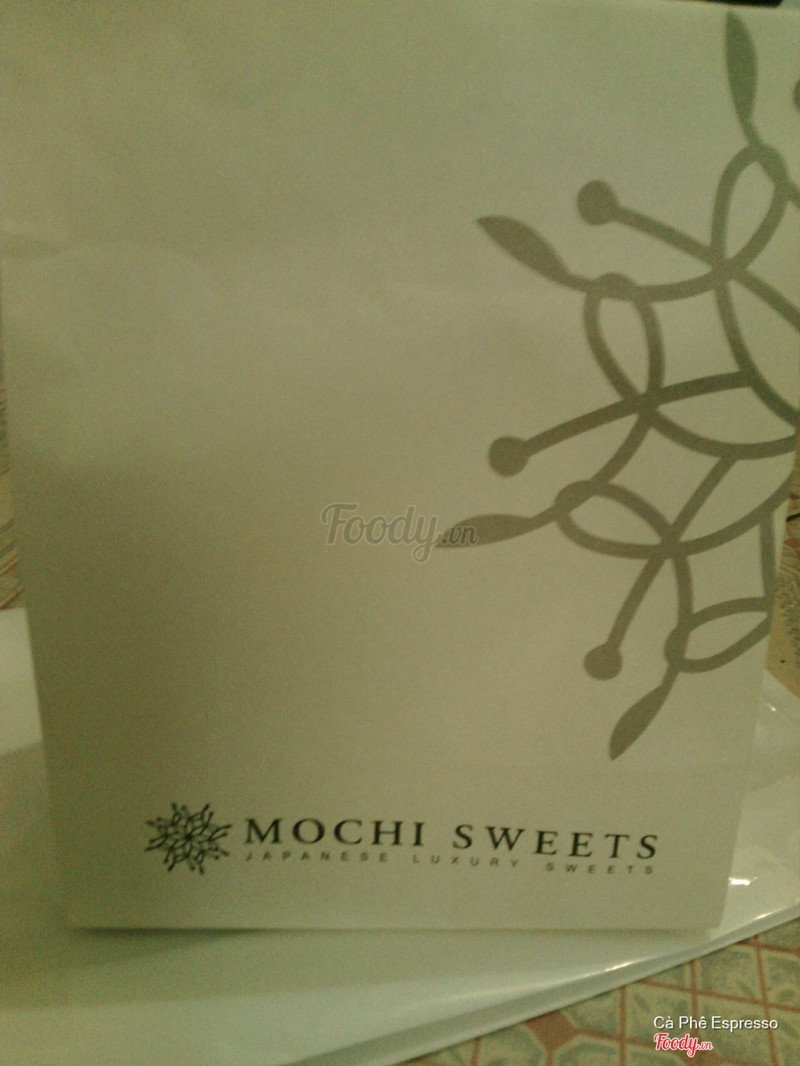 Foody.vn
MOCHI SWEETS
JAPANESE LUXURY SWEETS
Cà Phê Espresso
Foody.vn